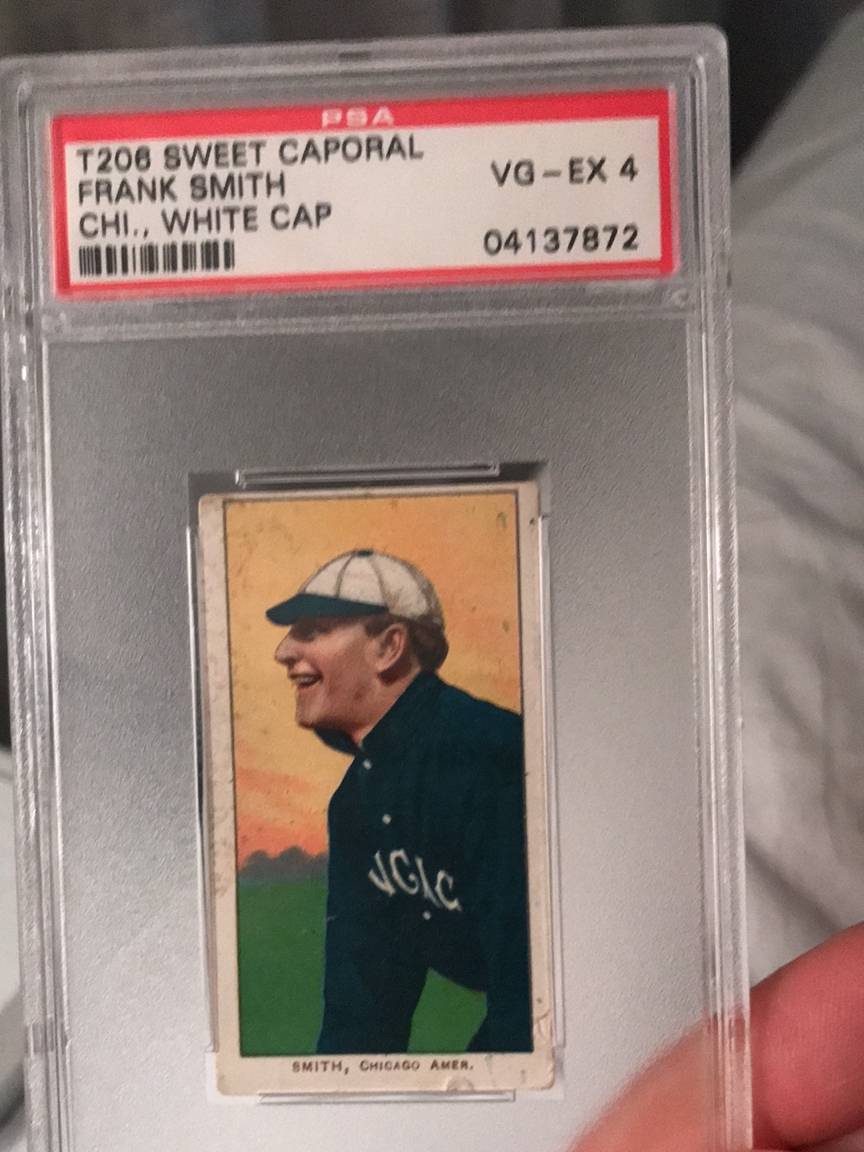 PSA
T206 SWEET CAPORAL
FRANK SMITH
CHI., WHITE CAP
VG-EX 4
04137872
SMITH, CHICAGO AMER.